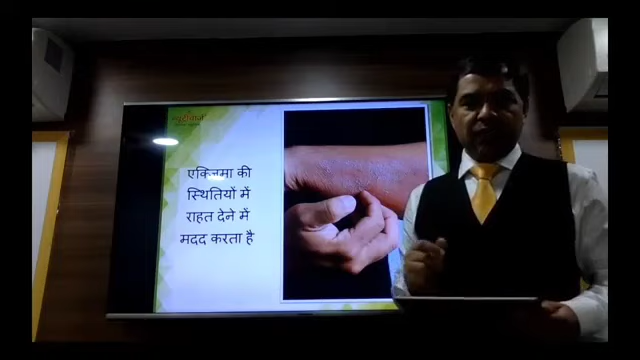 एक्जिमा की
स्थितियों में
राहत देने में
मदद करता है